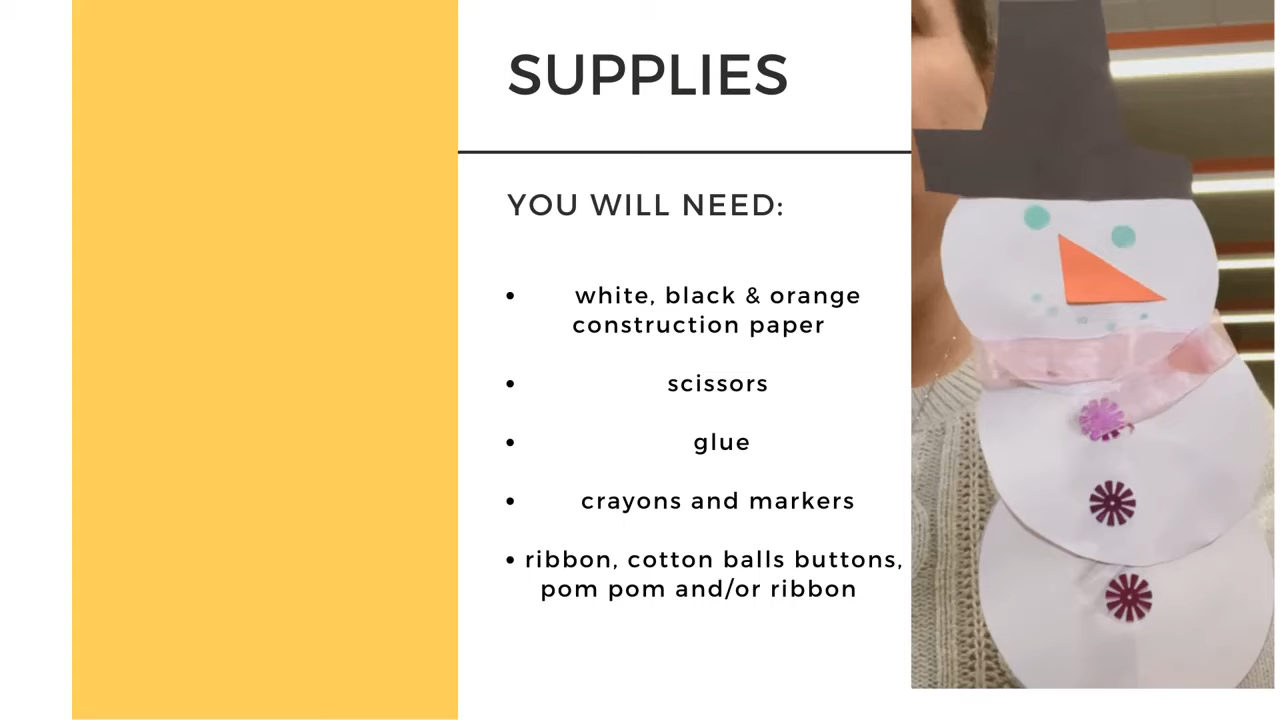 SUPPLIES
YOU WILL NEED:
• white, black & orange
construction paper
• scissors
• glue
• crayons and markers
• ribbon, cotton balls buttons,
pom pom and/or ribbon